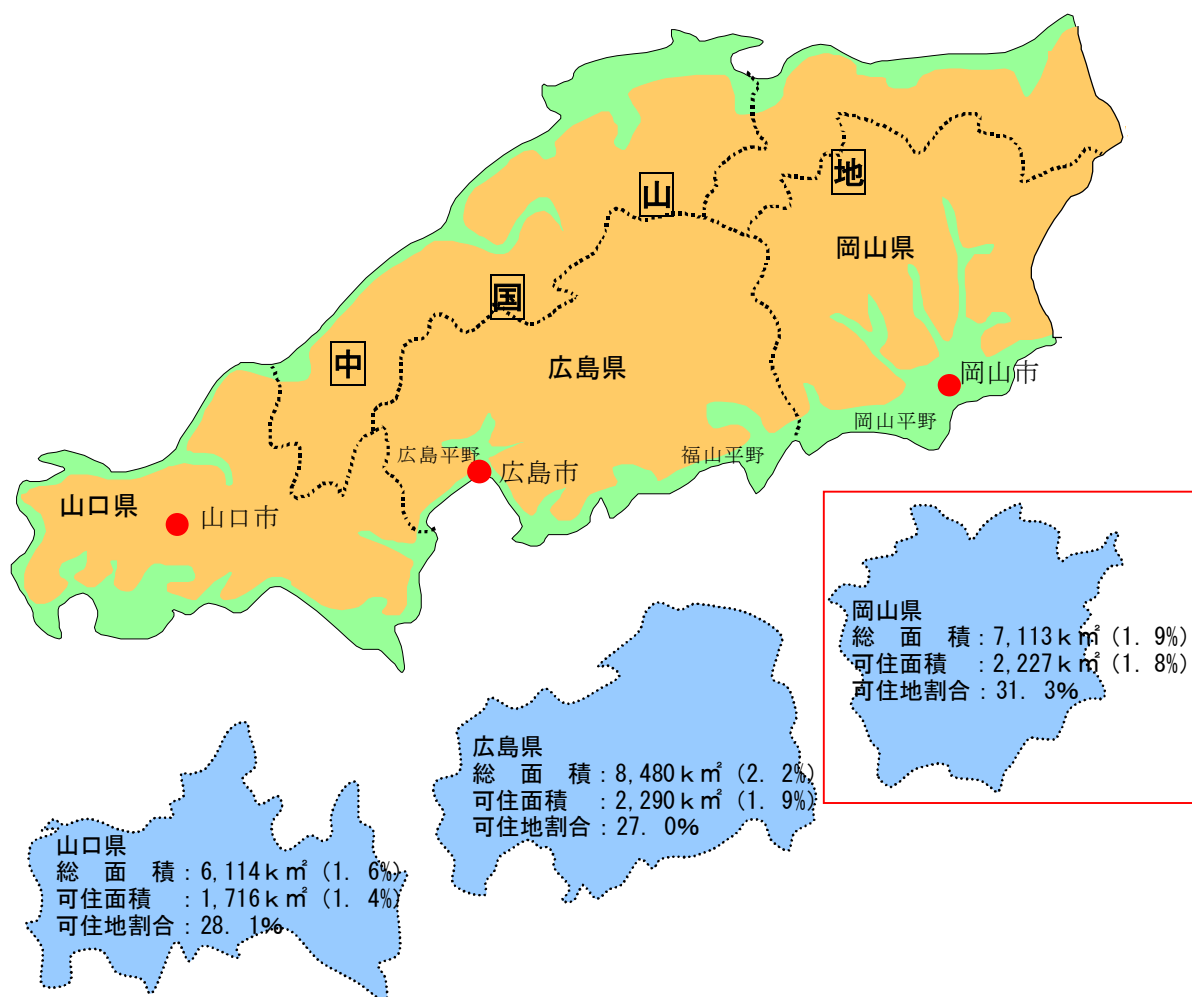 中
国
山
地
岡山県
広島県
山口県
岡山市
岡山平野
福山平野
広島平野
広島市
山口市
岡山県
総 面 積：7,113ｋ㎡（1．9％）
可住面積 ：2,227ｋ㎡（1．8％）
可住地割合：31．3％
広島県
総 面 積：8,480ｋ㎡（2．2％）
可住面積 ：2,290ｋ㎡（1．9％）
可住地割合：27．0％
山口県
総 面 積：6,114ｋ㎡（1．6％）
可住面積 ：1,716ｋ㎡（1．4％）
可住地割合：28．1％